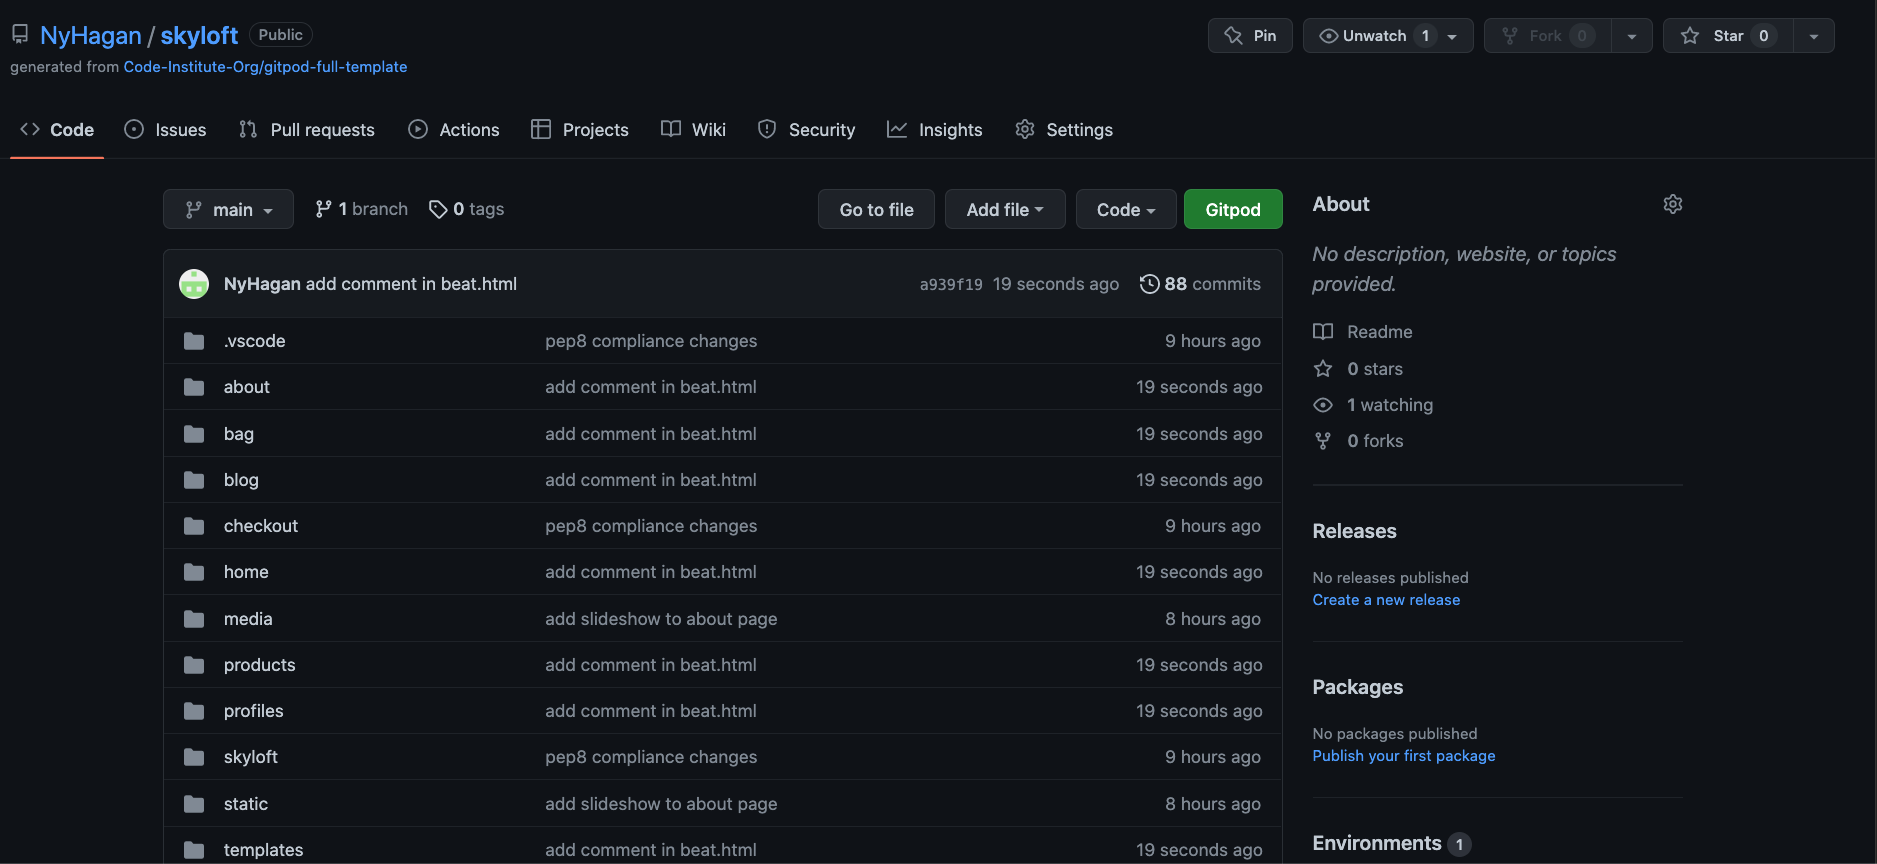 NyHagan / skyloft Public
Pin
Unwatch 1
Fork 0
Star 0
generated from Code-Institute-Org/gitpod-full-template
Code
Issues
Pull requests
Actions
Projects
Wiki
Security
Insights
Settings
main
1 branch
0 tags
Go to file
Add file
Code
Gitpod
NyHagan add comment in beat.html a939f19 19 seconds ago 88 commits
.vscode pep8 compliance changes 9 hours ago
about add comment in beat.html 19 seconds ago
bag add comment in beat.html 19 seconds ago
blog add comment in beat.html 19 seconds ago
checkout pep8 compliance changes 9 hours ago
home add comment in beat.html 19 seconds ago
media add slideshow to about page 8 hours ago
products add comment in beat.html 19 seconds ago
profiles add comment in beat.html 19 seconds ago
skyloft pep8 compliance changes 9 hours ago
static add slideshow to about page 8 hours ago
templates add comment in beat.html 19 seconds ago
About
No description, website, or topics
provided.
Readme
0 stars
1 watching
0 forks
Releases
No releases published
Create a new release
Packages
No packages published
Publish your first package
Environments 1